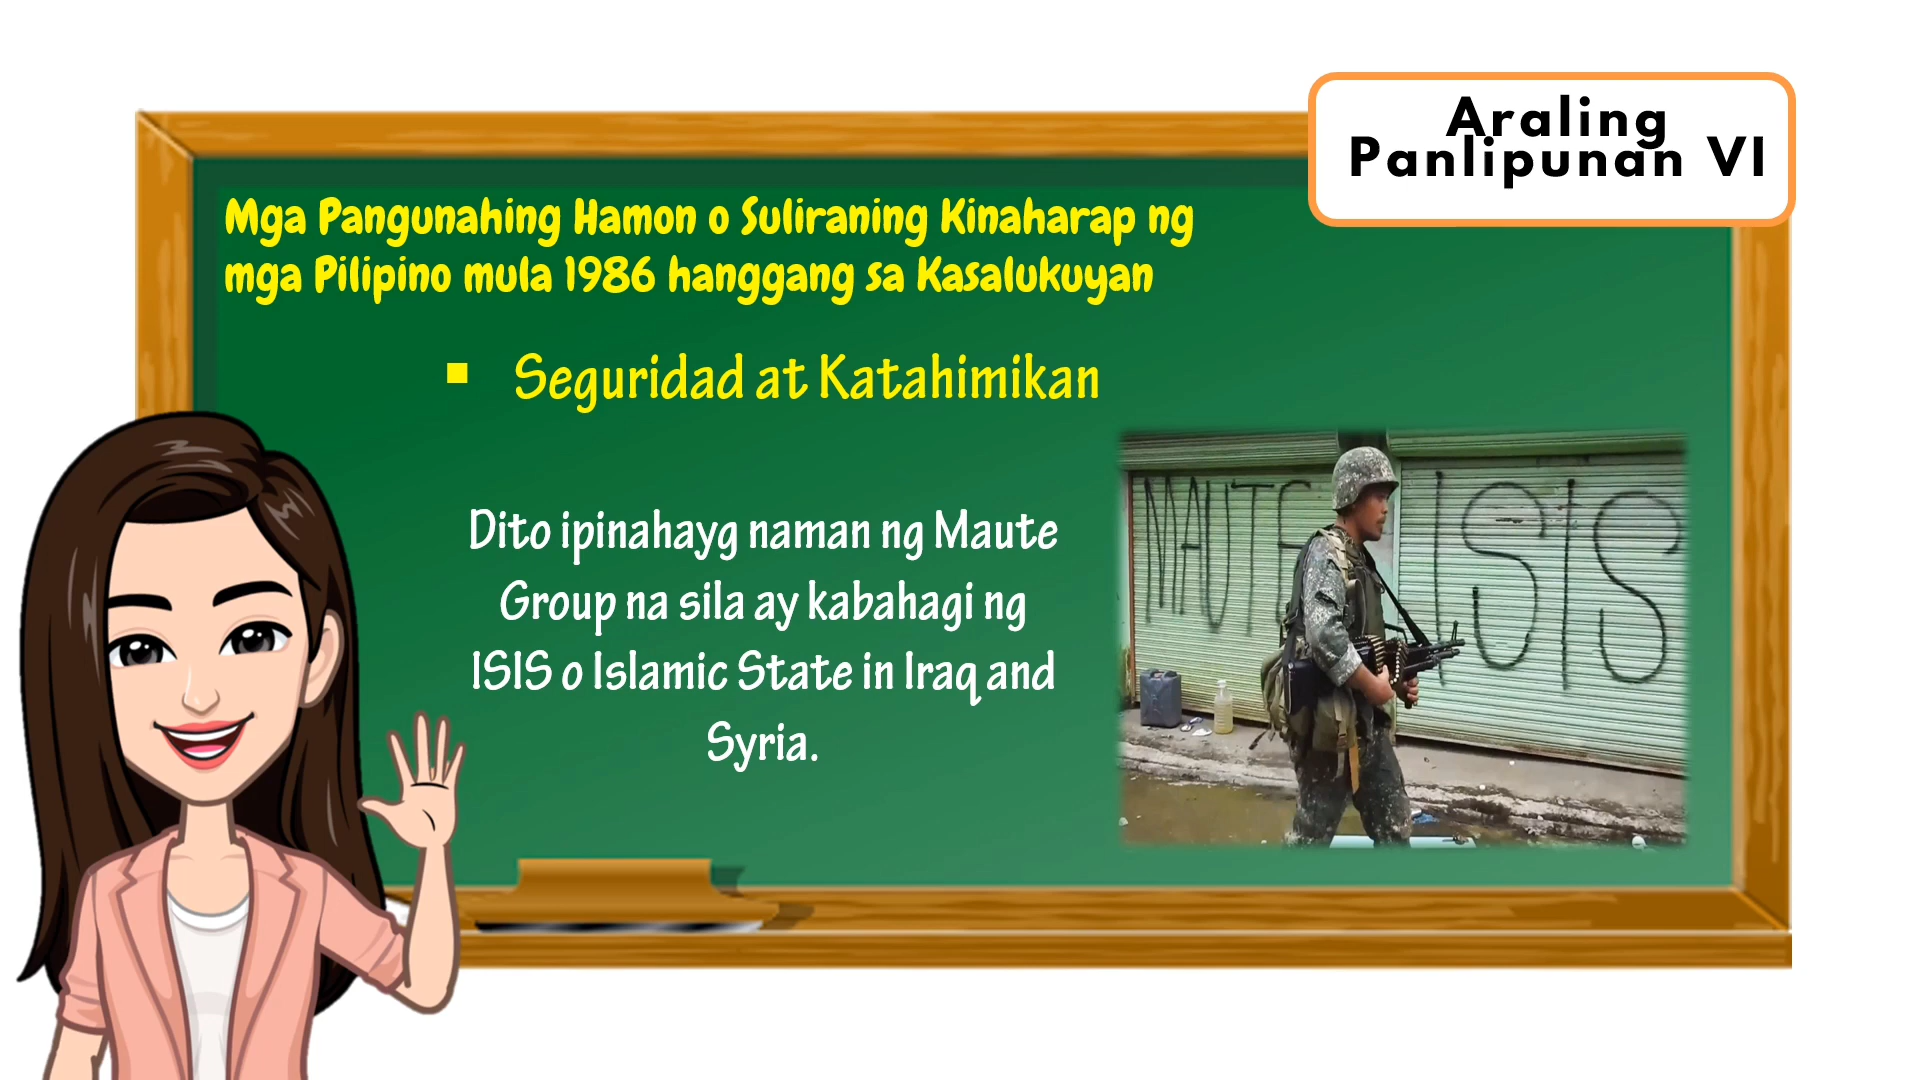 Araling
Panlipunan VI
Mga Pangunahing Hamon o Suliraning Kinaharap ng
mga Pilipino mula 1986 hanggang sa Kasalukuyan
▪ Seguridad at Katahimikan
Dito ipinahayg naman ng Maute
Group na sila ay kabahagi ng
ISIS o Islamic State in Iraq and
Syria.
MAUTE ISIS